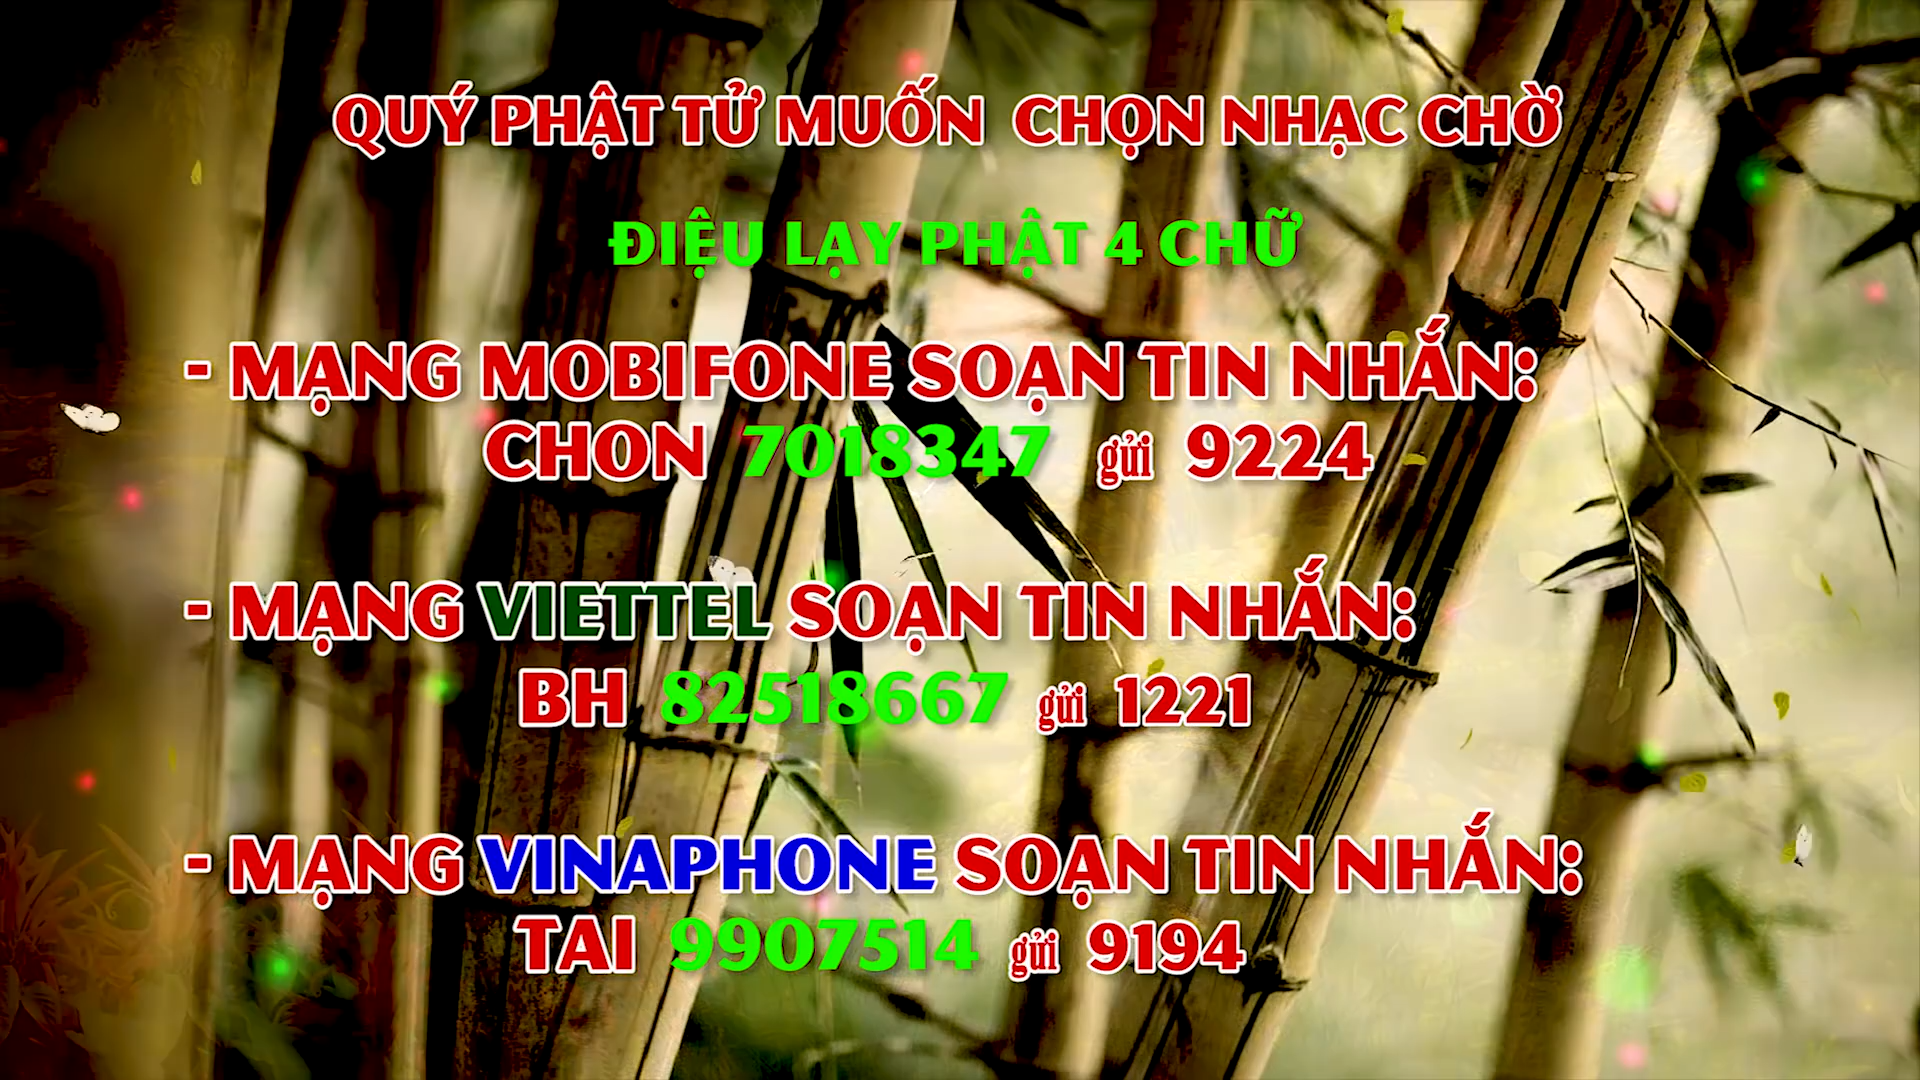 QUÝ PHẬT TỬ MUỐN CHỌN NHẠC CHỜ
ĐIỆU LẠY PHẬT 4 CHỮ
- MẠNG MOBIFONE SOẠN TIN NHẮN:
CHON 7018347 gửi 9224
- MẠNG VIETTEL SOẠN TIN NHẮN:
BH 82518667 gửi 1221
- MẠNG VINAPHONE SOẠN TIN NHẮN:
TAI 9907514 gửi 9194